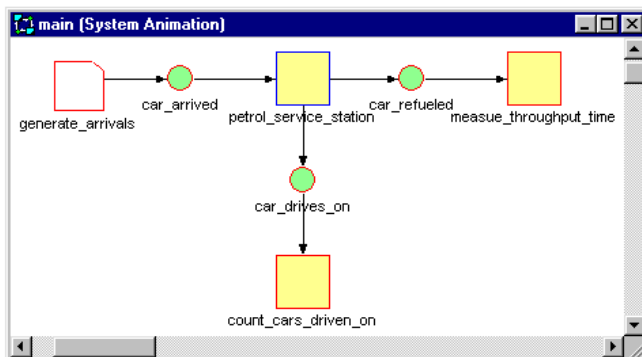 main (System Animation)
car_arrived
car_refueled
generate_arrivals
petrol_service_station
measue_throughput_time
car_drives_on
count_cars_driven_on